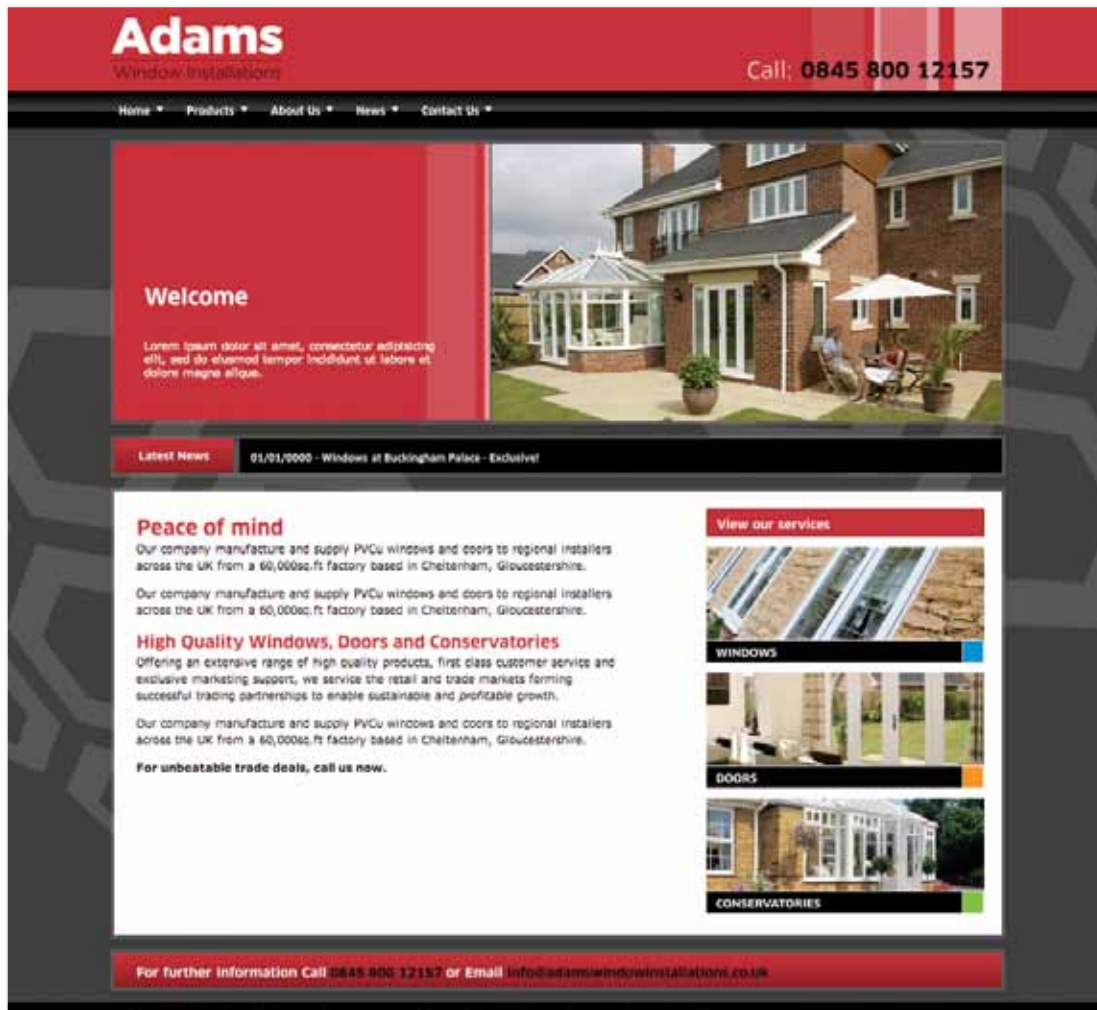 Adams
Window Installations
Call: 0845 800 12157
Home
Products
About Us
News
Contact Us
Welcome
Lorem ipsum dolor sit amet, consectetur adipisicing
elit, sed do eiusmod tempor incididunt ut labore et
dolore magna aliqua.
Latest News
01/01/0000 - Windows at Buckingham Palace - Exclusive!
Peace of mind
Our company manufacture and supply PVCu windows and doors to regional installers
across the UK from a 60,000sq.ft factory based in Cheltenham, Gloucestershire.
Our company manufacture and supply PVCu windows and doors to regional installers
across the UK from a 60,000sq.ft factory based in Cheltenham, Gloucestershire.
High Quality Windows, Doors and Conservatories
Offering an extensive range of high quality products, first class customer service and
exclusive marketing support, we service the retail and trade markets forming
successful trading partnerships to enable sustainable and profitable growth.
Our company manufacture and supply PVCu windows and doors to regional installers
across the UK from a 60,000sq.ft factory based in Cheltenham, Gloucestershire.
For unbeatable trade deals, call us now.
View our services
WINDOWS
DOORS
CONSERVATORIES
For further information Call 0845 800 12157 or Email info@adamswindowinstallations.co.uk